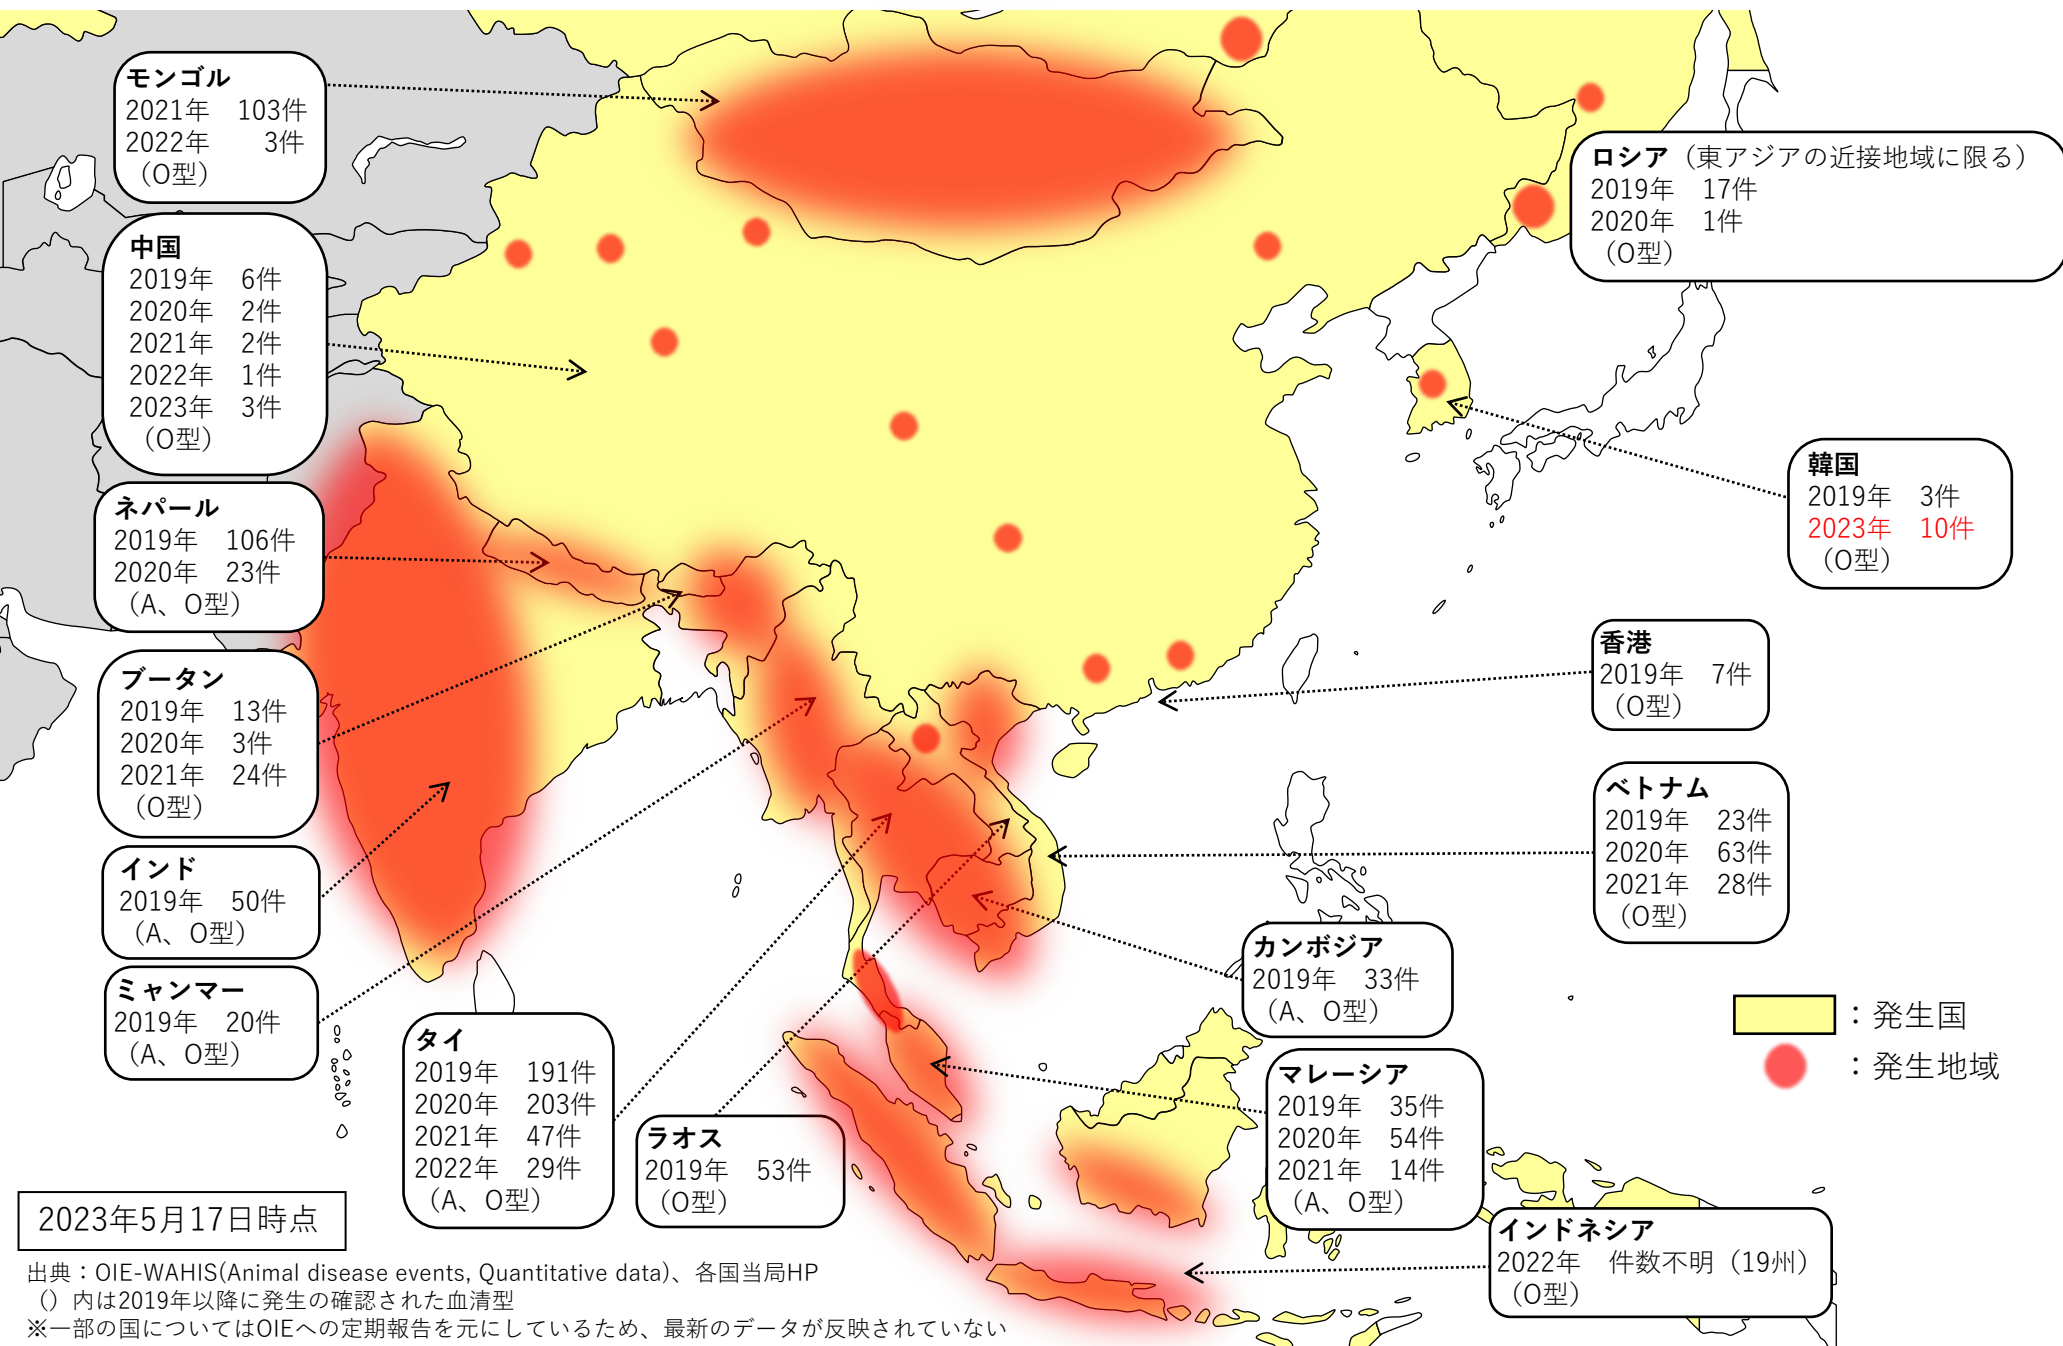 モンゴル
2021年 103件
2022年 3件
（O型）
中国
2019年 6件
2020年 2件
2021年 2件
2022年 1件
2023年 3件
（O型）
ネパール
2019年 106件
2020年 23件
（A、O型）
ブータン
2019年 13件
2020年 3件
2021年 24件
（O型）
インド
2019年 50件
（A、O型）
ミャンマー
2019年 20件
（A、O型）
タイ
2019年 191件
2020年 203件
2021年 47件
2022年 29件
（A、O型）
ラオス
2019年 53件
（O型）
ロシア（東アジアの近接地域に限る）
2019年 17件
2020年 1件
（O型）
韓国
2019年 3件
2023年 10件
（O型）
香港
2019年 7件
（O型）
ベトナム
2019年 23件
2020年 63件
2021年 28件
（O型）
カンボジア
2019年 33件
（A、O型）
マレーシア
2019年 35件
2020年 54件
2021年 14件
（A、O型）
インドネシア
2022年 件数不明（19州）
（O型）
：発生国
：発生地域
2023年5月17日時点
出典：OIE-WAHIS(Animal disease events, Quantitative data)、各国当局HP
（）内は2019年以降に発生の確認された血清型
※一部の国についてはOIEへの定期報告を元にしているため、最新のデータが反映されていない